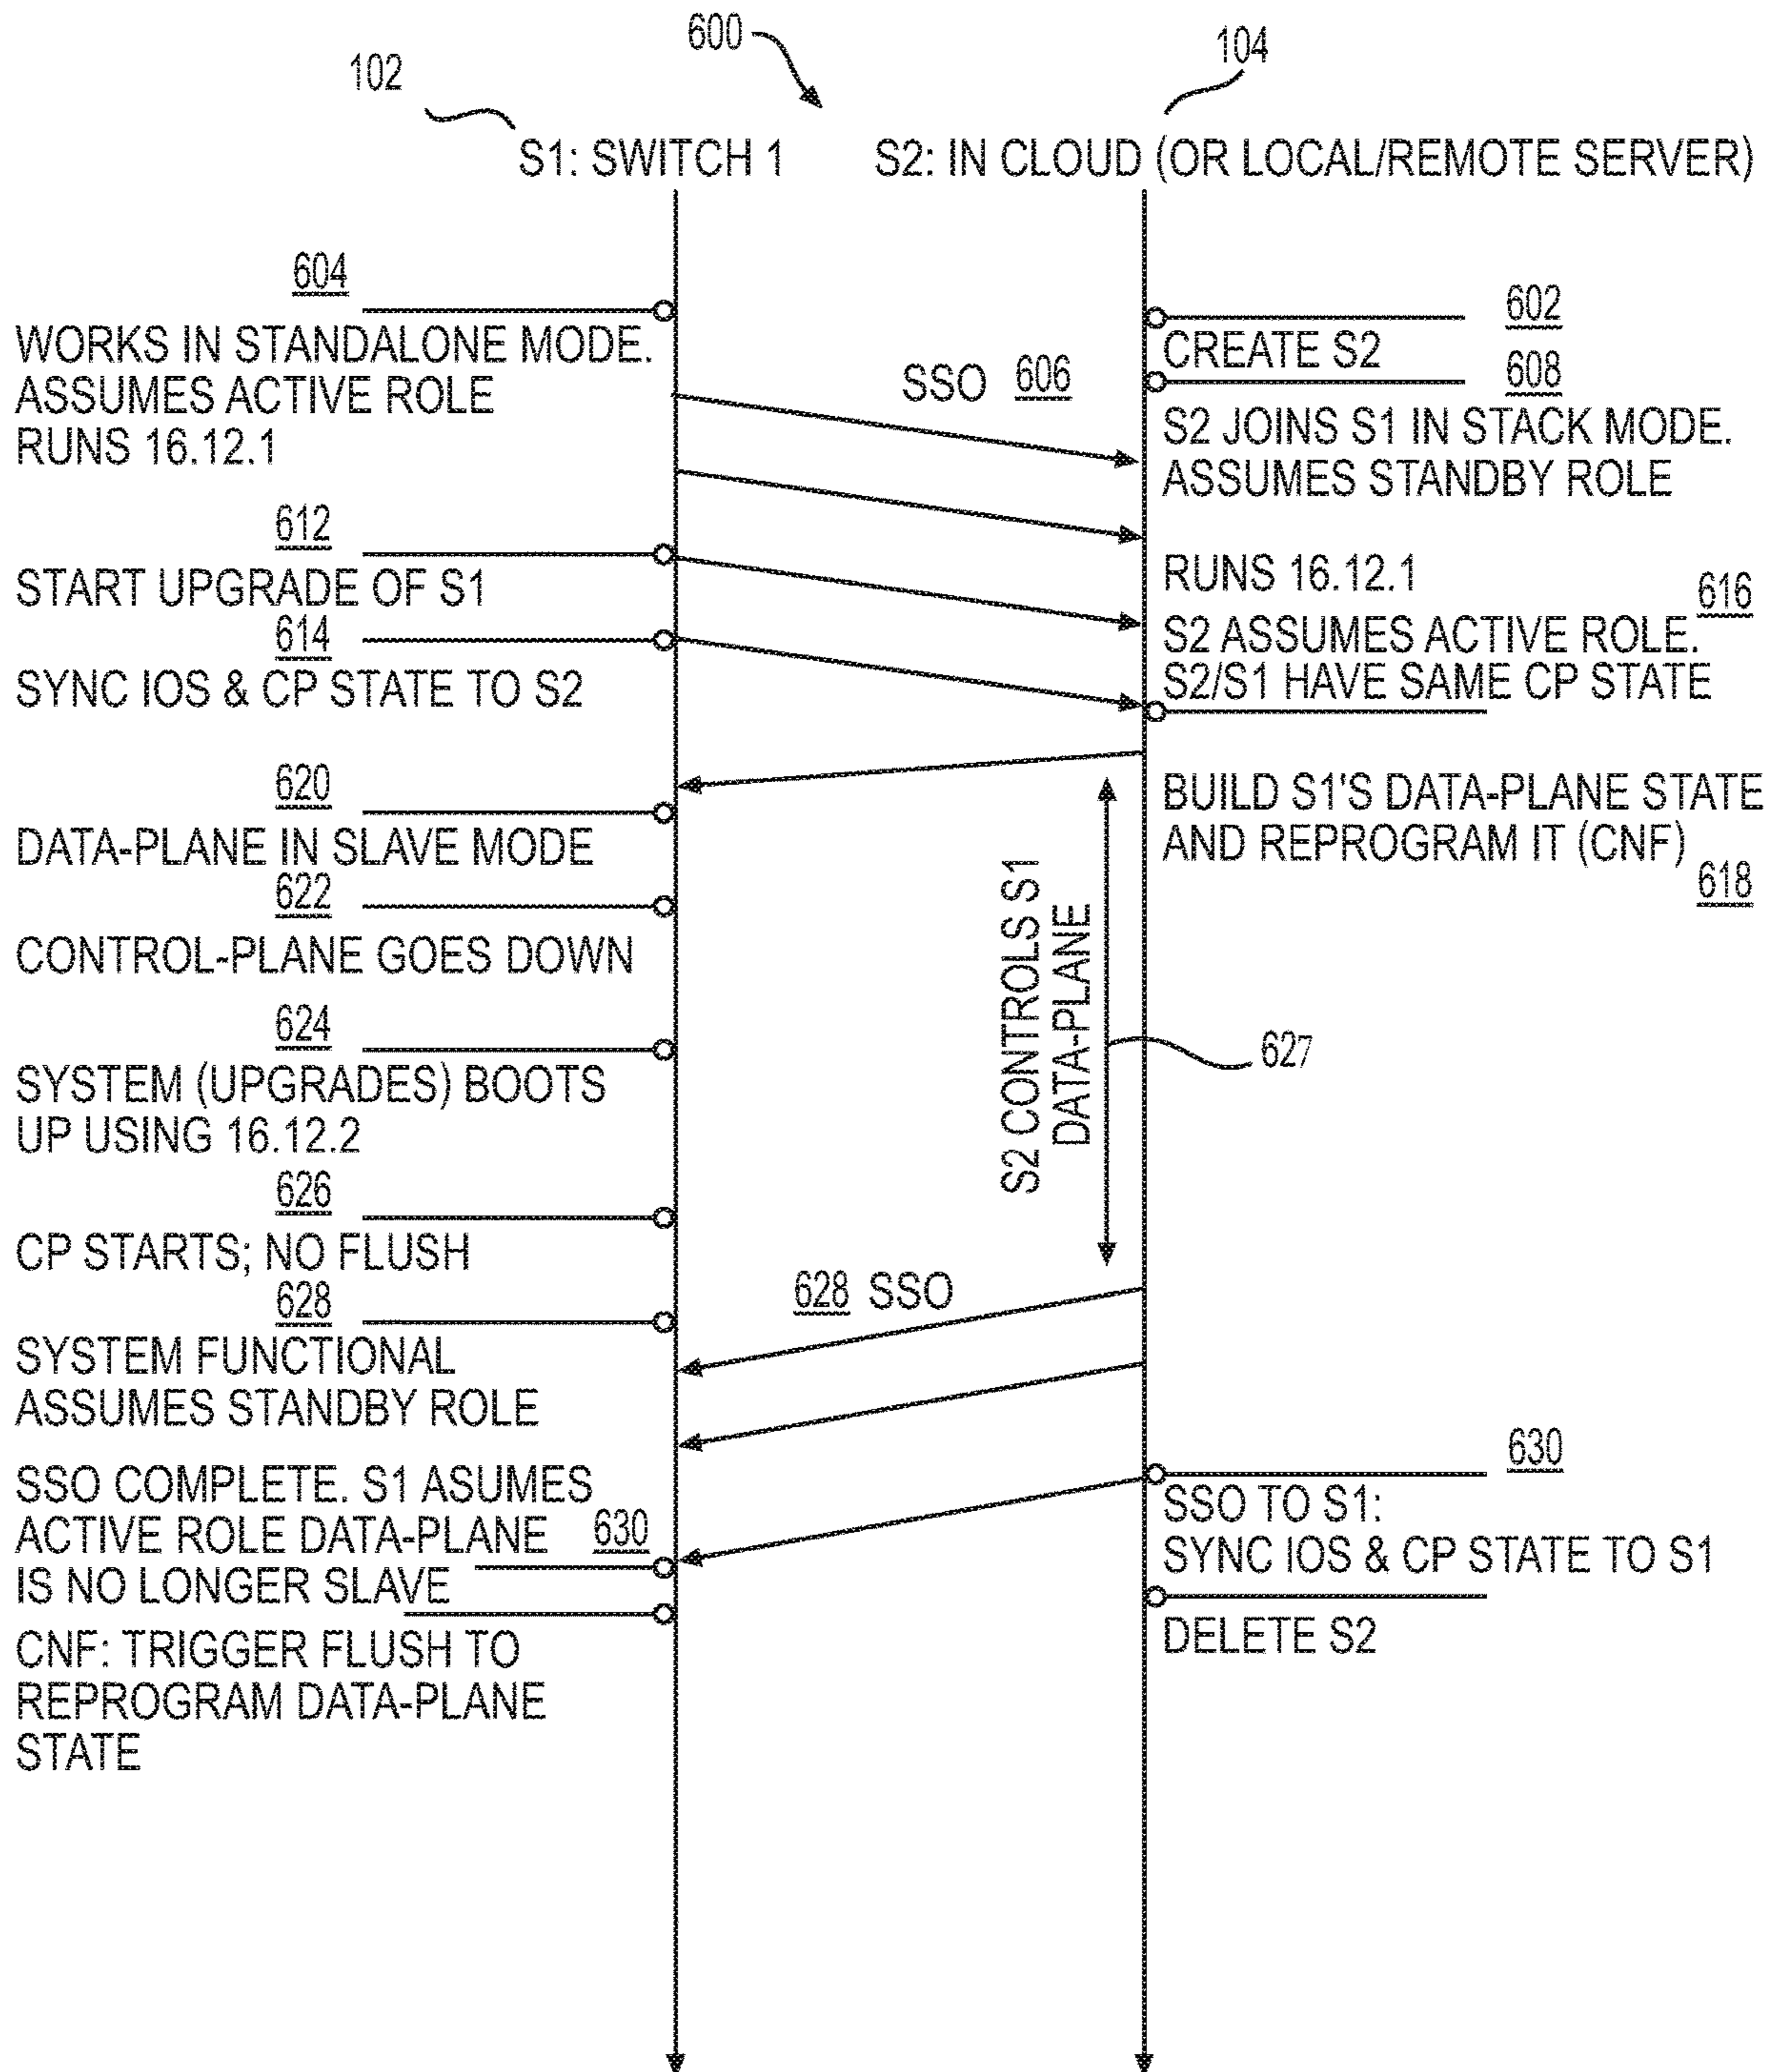 600
102
104
S1: SWITCH 1
S2: IN CLOUD (OR LOCAL/REMOTE SERVER)
604
WORKS IN STANDALONE MODE.
ASSUMES ACTIVE ROLE
RUNS 16.12.1
602
CREATE S2
608
SSO 606
S2 JOINS S1 IN STACK MODE.
ASSUMES STANDBY ROLE
612
START UPGRADE OF S1
RUNS 16.12.1
616
614
SYNC IOS & CP STATE TO S2
S2 ASSUMES ACTIVE ROLE.
S2/S1 HAVE SAME CP STATE
620
DATA-PLANE IN SLAVE MODE
BUILD S1'S DATA-PLANE STATE
AND REPROGRAM IT (CNF)
618
622
CONTROL-PLANE GOES DOWN
S2 CONTROLS S1
DATA-PLANE
627
624
SYSTEM (UPGRADES) BOOTS
UP USING 16.12.2
626
CP STARTS; NO FLUSH
628 SSO
628
SYSTEM FUNCTIONAL
ASSUMES STANDBY ROLE
SSO COMPLETE. S1 ASUMES
ACTIVE ROLE DATA-PLANE 630
IS NO LONGER SLAVE
630
SSO TO S1:
SYNC IOS & CP STATE TO S1
DELETE S2
CNF: TRIGGER FLUSH TO
REPROGRAM DATA-PLANE
STATE